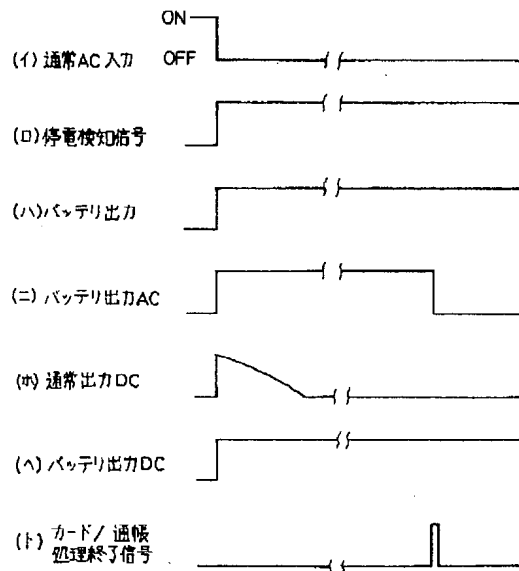 ON
(イ) 通常AC入力 OFF
(ロ) 停電検知信号
(ハ) バッテリ出力
(ニ) バッテリ出力AC
(ホ) 通常出力DC
(ヘ) バッテリ出力DC
(ト) カード/通帳
処理終了信号